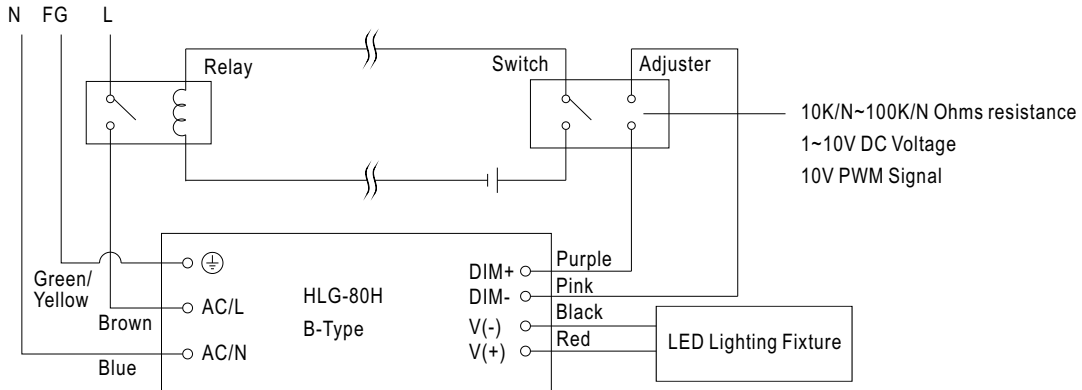 N FG L
Relay
Switch
Adjuster
10K/N~100K/N Ohms resistance
1~10V DC Voltage
10V PWM Signal
Green/
Yellow
Brown
Blue
AC/L
AC/N
HLG-80H
B-Type
DIM+
DIM-
V(-)
V(+)
Purple
Pink
Black
Red
LED Lighting Fixture